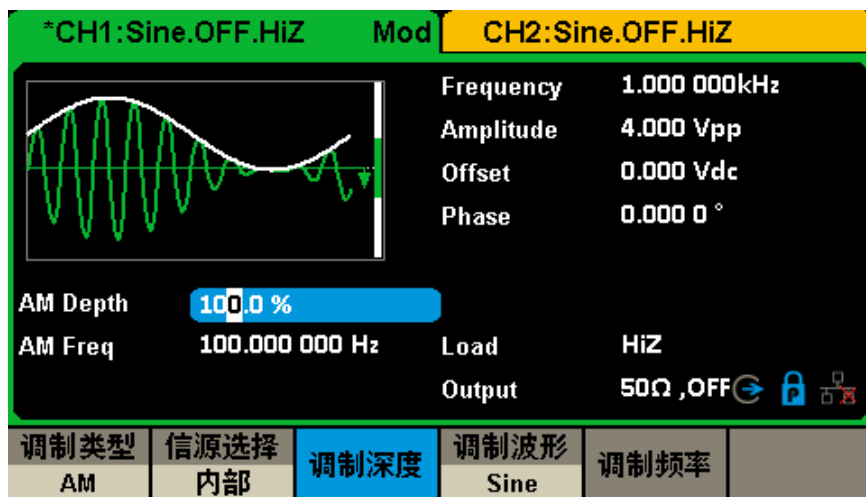 *CH1:Sine.OFF.HiZ Mod CH2:Sine.OFF.HiZ
Frequency 1.000 000kHz
Amplitude 4.000 Vpp
Offset 0.000 Vdc
Phase 0.000 0 °
AM Depth 100.0 %
AM Freq 100.000 000 Hz Load HiZ
Output 50Ω ,OFF P
调制类型 信源选择 调制深度 调制波形 调制频率
AM 内部 Sine